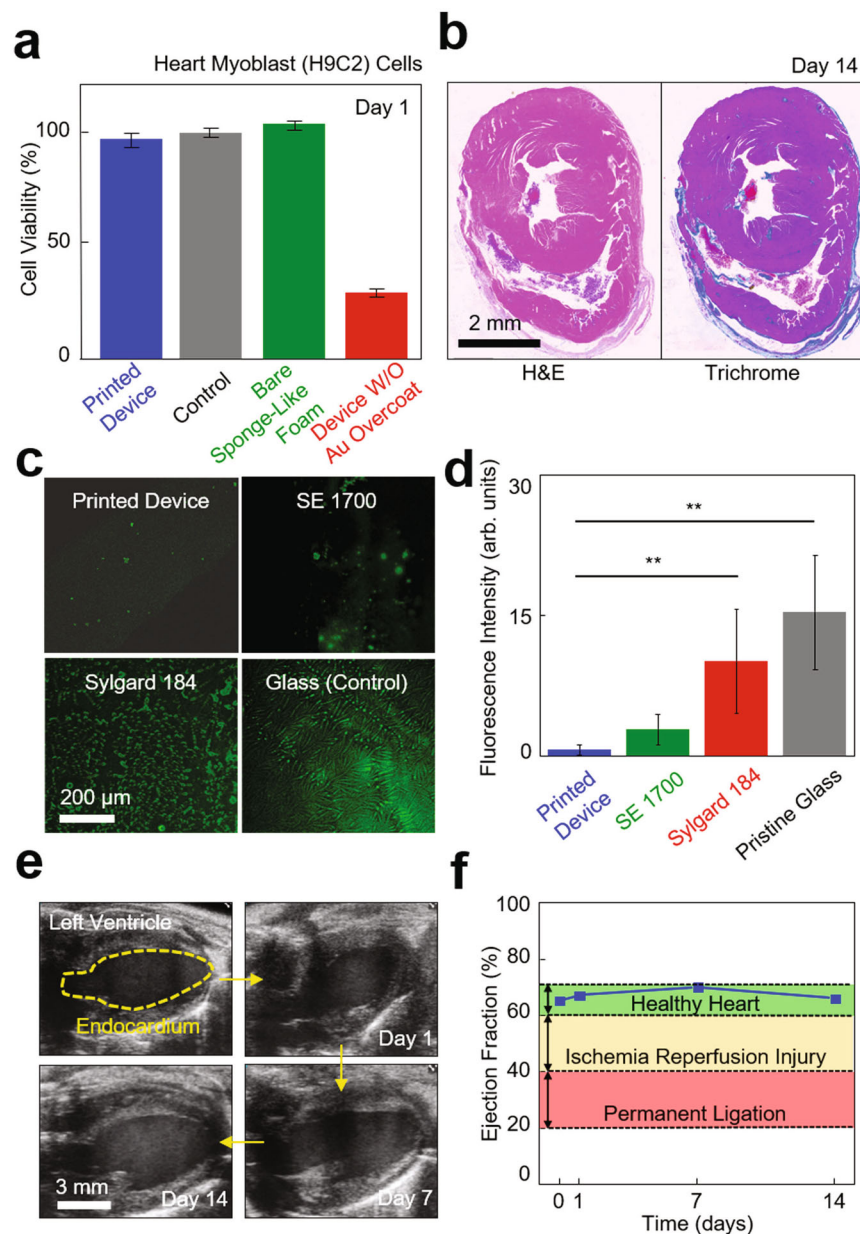 a
Heart Myoblast (H9C2) Cells
Day 1
Cell Viability (%)
100
50
0
Printed
Device
Control
Bare
Sponge-Like
Foam
Device W/O
Au Overcoat
b
Day 14
2 mm
H&E
Trichrome
c
Printed Device
SE 1700
Sylgard 184
Glass (Control)
200 µm
d
Fluorescence Intensity (arb. units)
30
15
0
**
**
Printed
Device
SE 1700
Sylgard 184
Pristine Glass
e
Left Ventricle
Endocardium
Day 1
Day 14
3 mm
Day 7
f
Ejection Fraction (%)
100
80
60
40
20
0
Healthy Heart
Ischemia Reperfusion Injury
Permanent Ligation
0
1
7
14
Time (days)